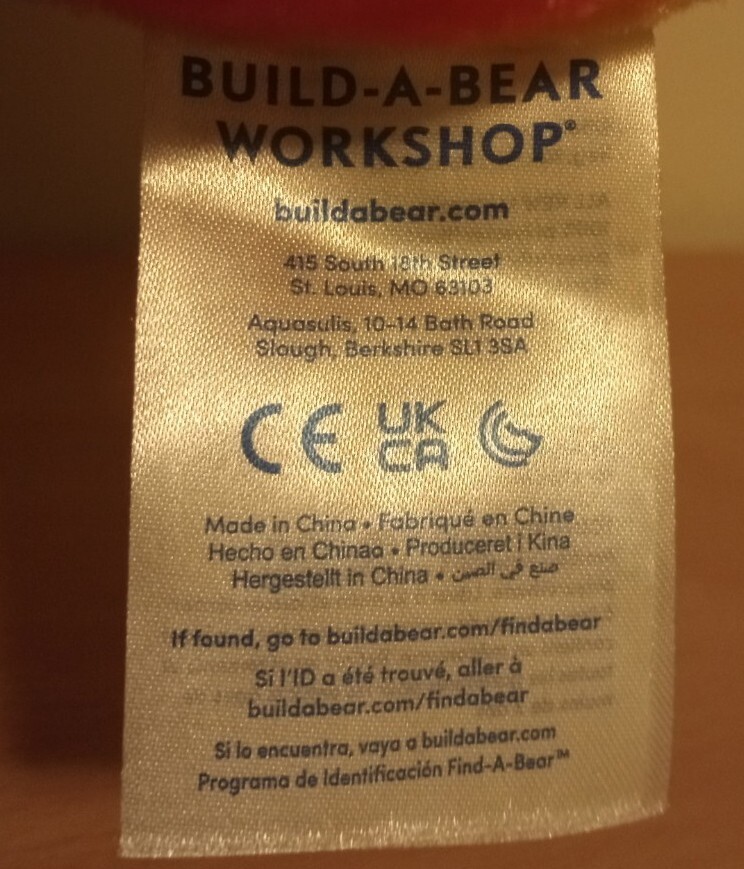 BUILD-A-BEAR
WORKSHOP®
buildabear.com
415 South 18th Street
St. Louis, MO 63103
Aquasulis, 10-14 Bath Road
Slough, Berkshire SL1 3SA
CE UK
CA
Made in China • Fabriqué en Chine
Hecho en Chinaa • Produceret i Kina
Hergestellt in China • صنع في الصين
If found, go to buildabear.com/findabear
Si l'ID a été trouvé, aller à
buildabear.com/findabear
Si lo encuentra, vaya a buildabear.com
Programa de Identificación Find-A-Bear™